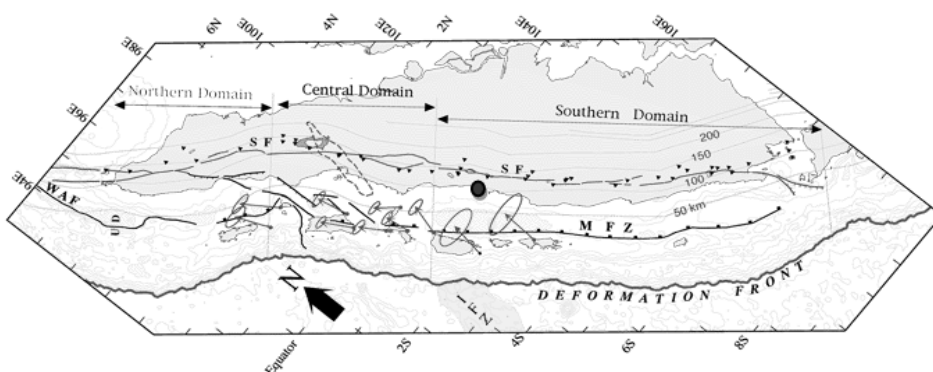 98E
6N
100E
4N
102E
2N
104E
106E
96E
94E
Northern Domain
Central Domain
Southern Domain
200
150
100
50 km
S F
S F
WAF
U D
M F Z
N
I F Z
DEFORMATION FRONT
Equator
2S
4S
6S
8S